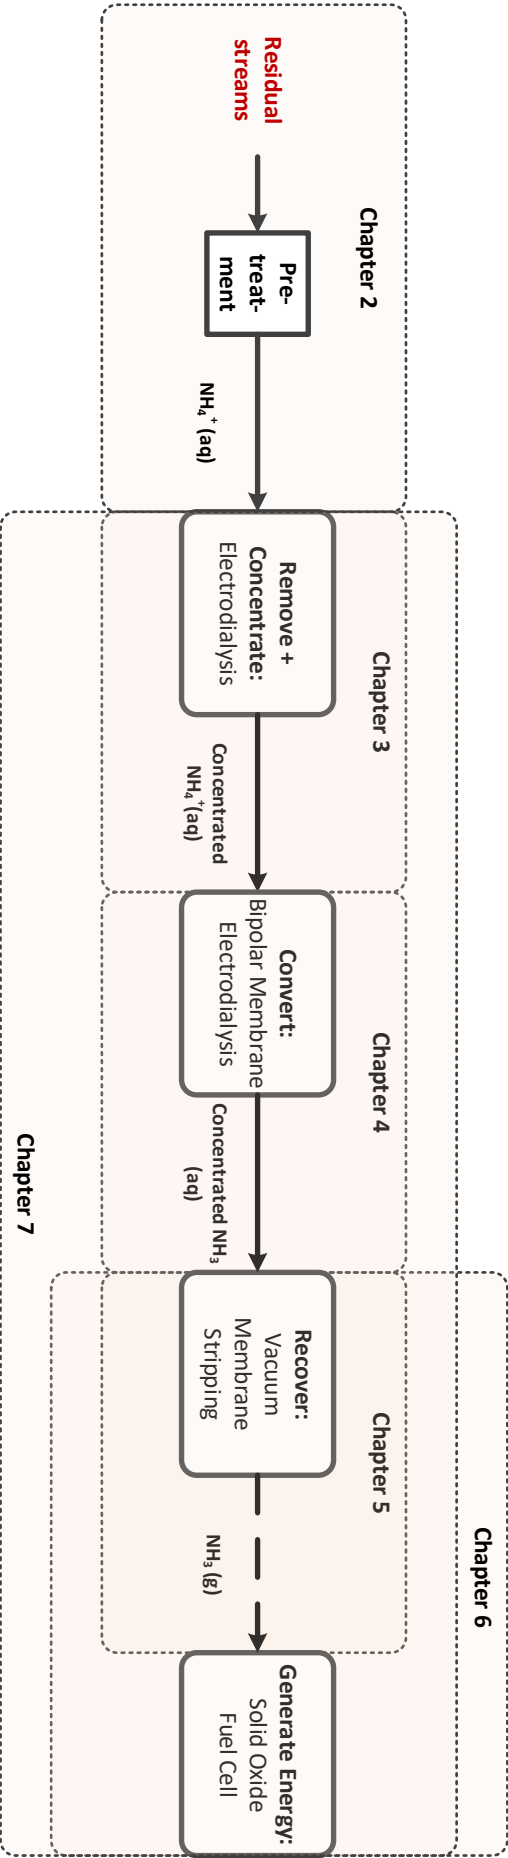 Chapter 2
Residual
streams
Pre-
treat-
ment
NH₄⁺ (aq)
Chapter 3
Remove +
Concentrate:
Electrodialysis
Concentrated
NH₄⁺(aq)
Chapter 4
Convert:
Bipolar Membrane
Electrodialysis
Concentrated NH₃
(aq)
Chapter 5
Recover:
Vacuum
Membrane
Stripping
NH₃ (g)
Chapter 6
Generate Energy:
Solid Oxide
Fuel Cell
Chapter 7